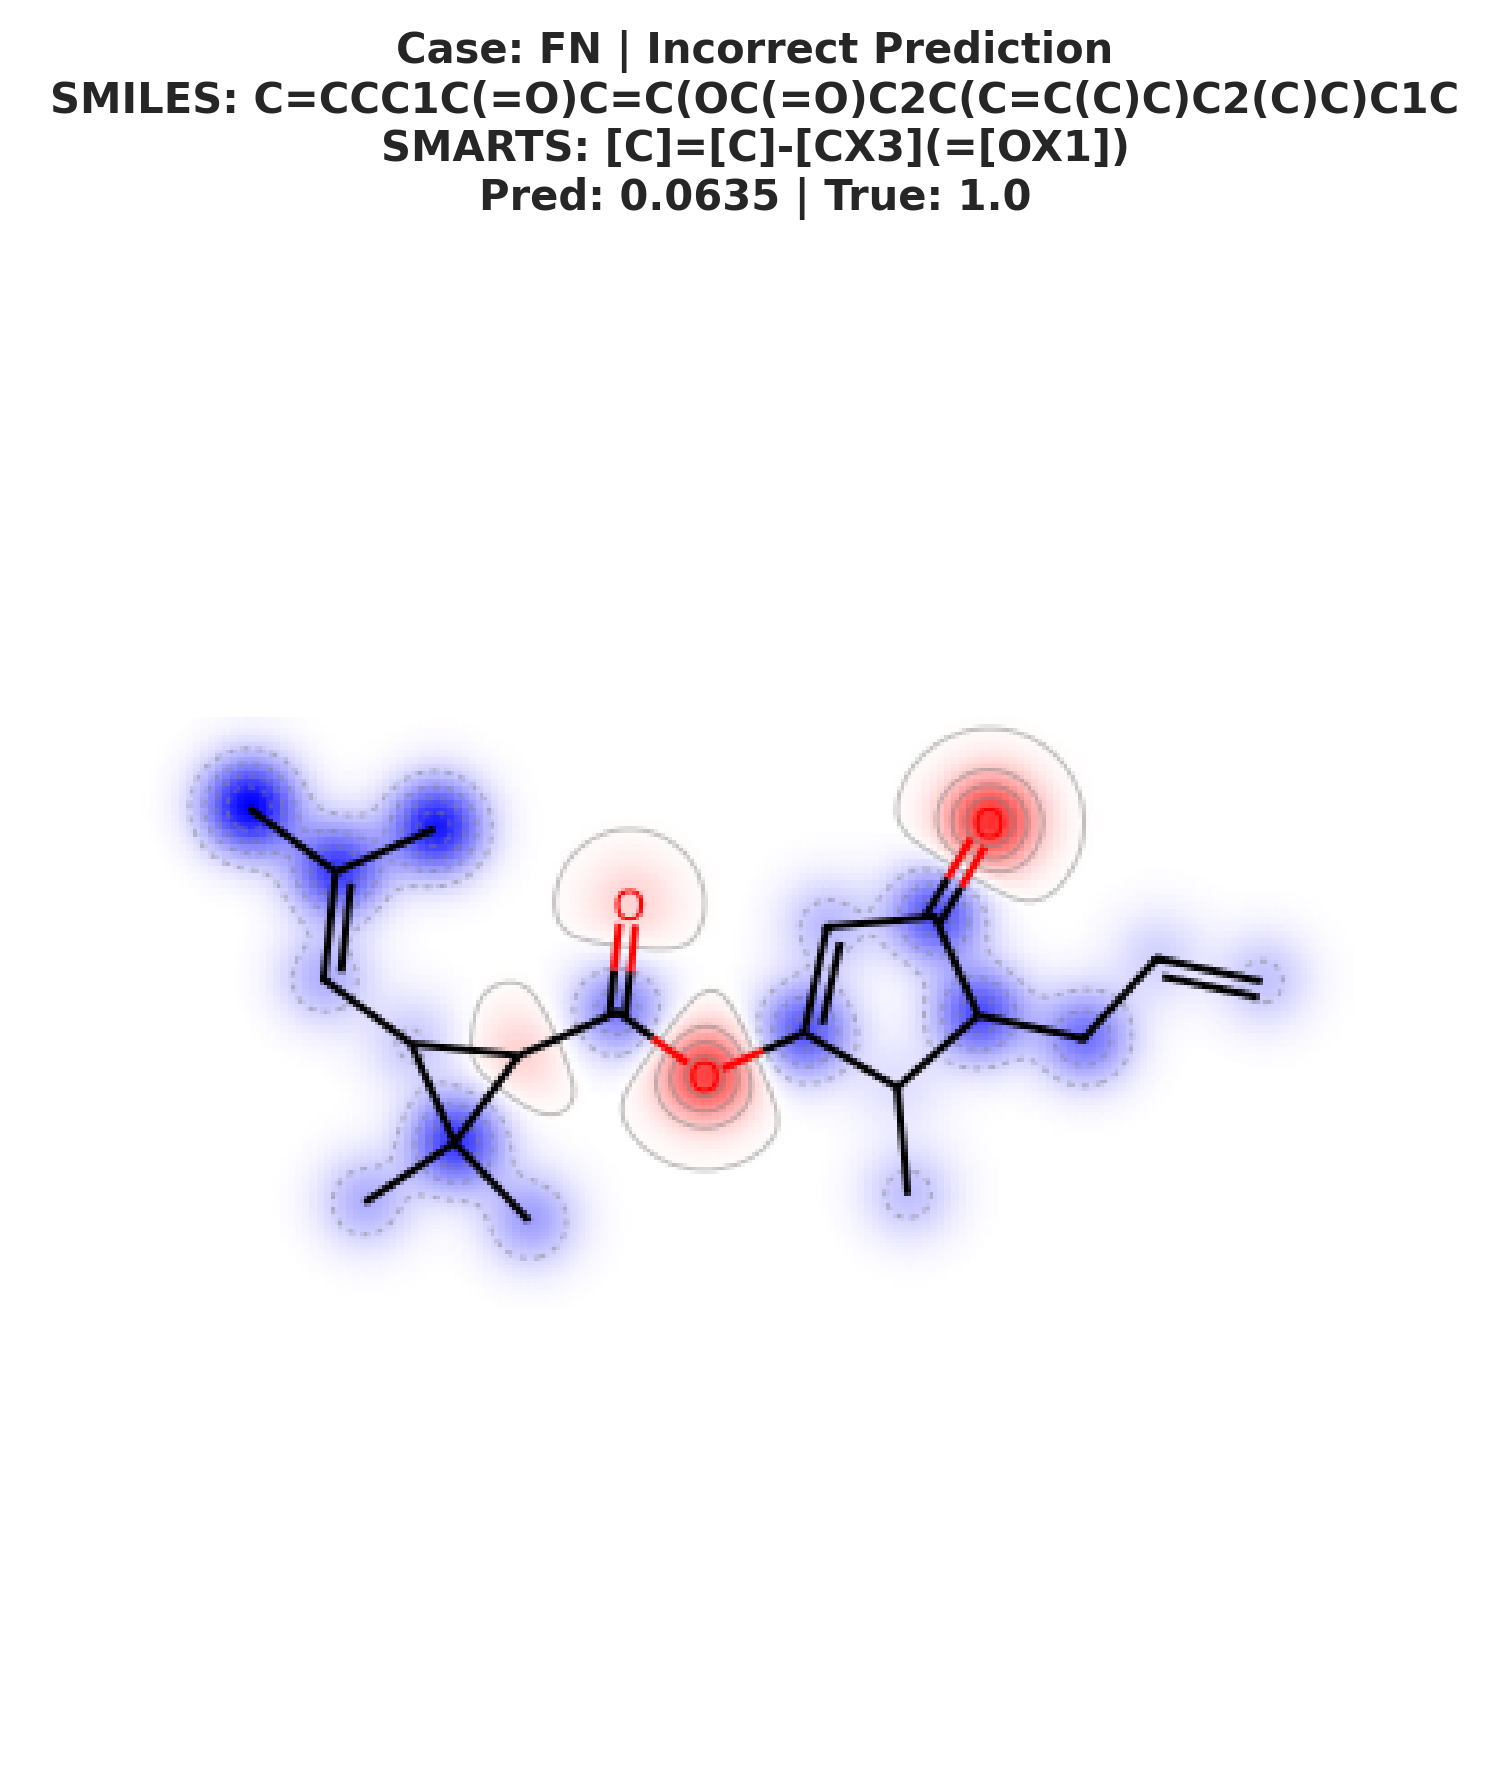 Case: FN | Incorrect Prediction
SMILES: C=CCC1C(=O)C=C(OC(=O)C2C(C=C(C)C)C2(C)C)C1C
SMARTS: [C]=[C]-[CX3](=[OX1])
Pred: 0.0635 | True: 1.0
O
O
O